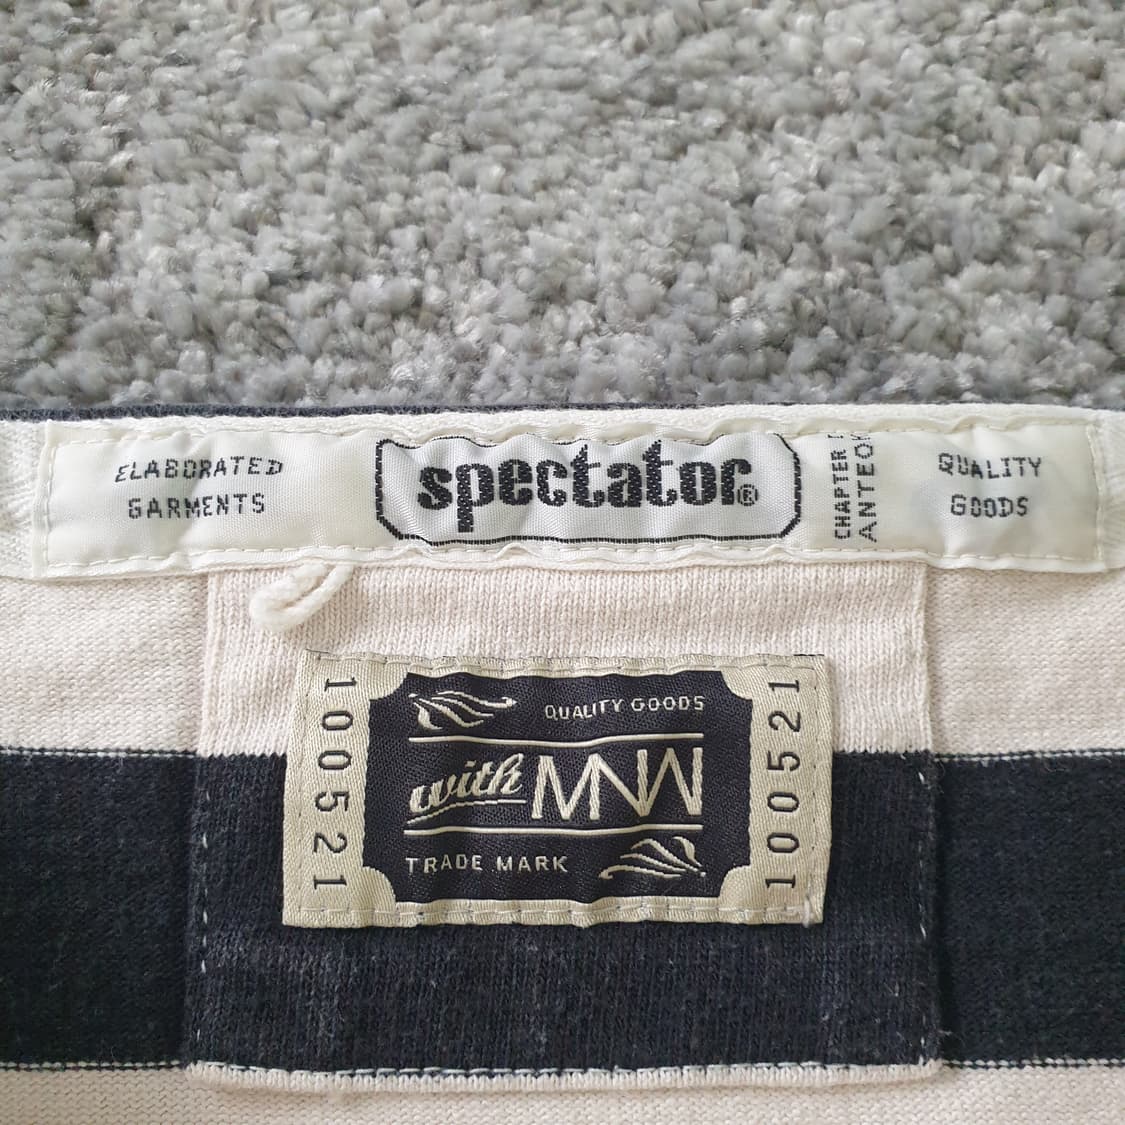 ELABORATED
GARMENTS
spectator®
CHAPTER
ANTEO
QUALITY
GOODS
100521
QUALITY GOODS
with MNW
TRADE MARK
100521